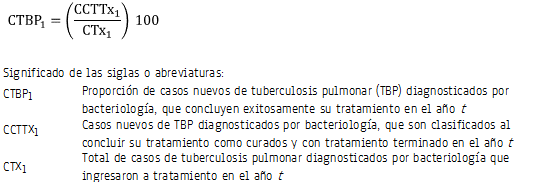 CTBP₁ = (CCTTx₁ / CTx₁) 100
Significado de las siglas o abreviaturas:
CTBP₁ Proporción de casos nuevos de tuberculosis pulmonar (TBP) diagnosticados por
bacteriología, que concluyen exitosamente su tratamiento en el año t
CCTTX₁ Casos nuevos de TBP diagnosticados por bacteriología, que son clasificados al
concluir su tratamiento como curados y con tratamiento terminado en el año t
CTX₁ Total de casos de tuberculosis pulmonar diagnosticados por bacteriología que
ingresaron a tratamiento en el año t